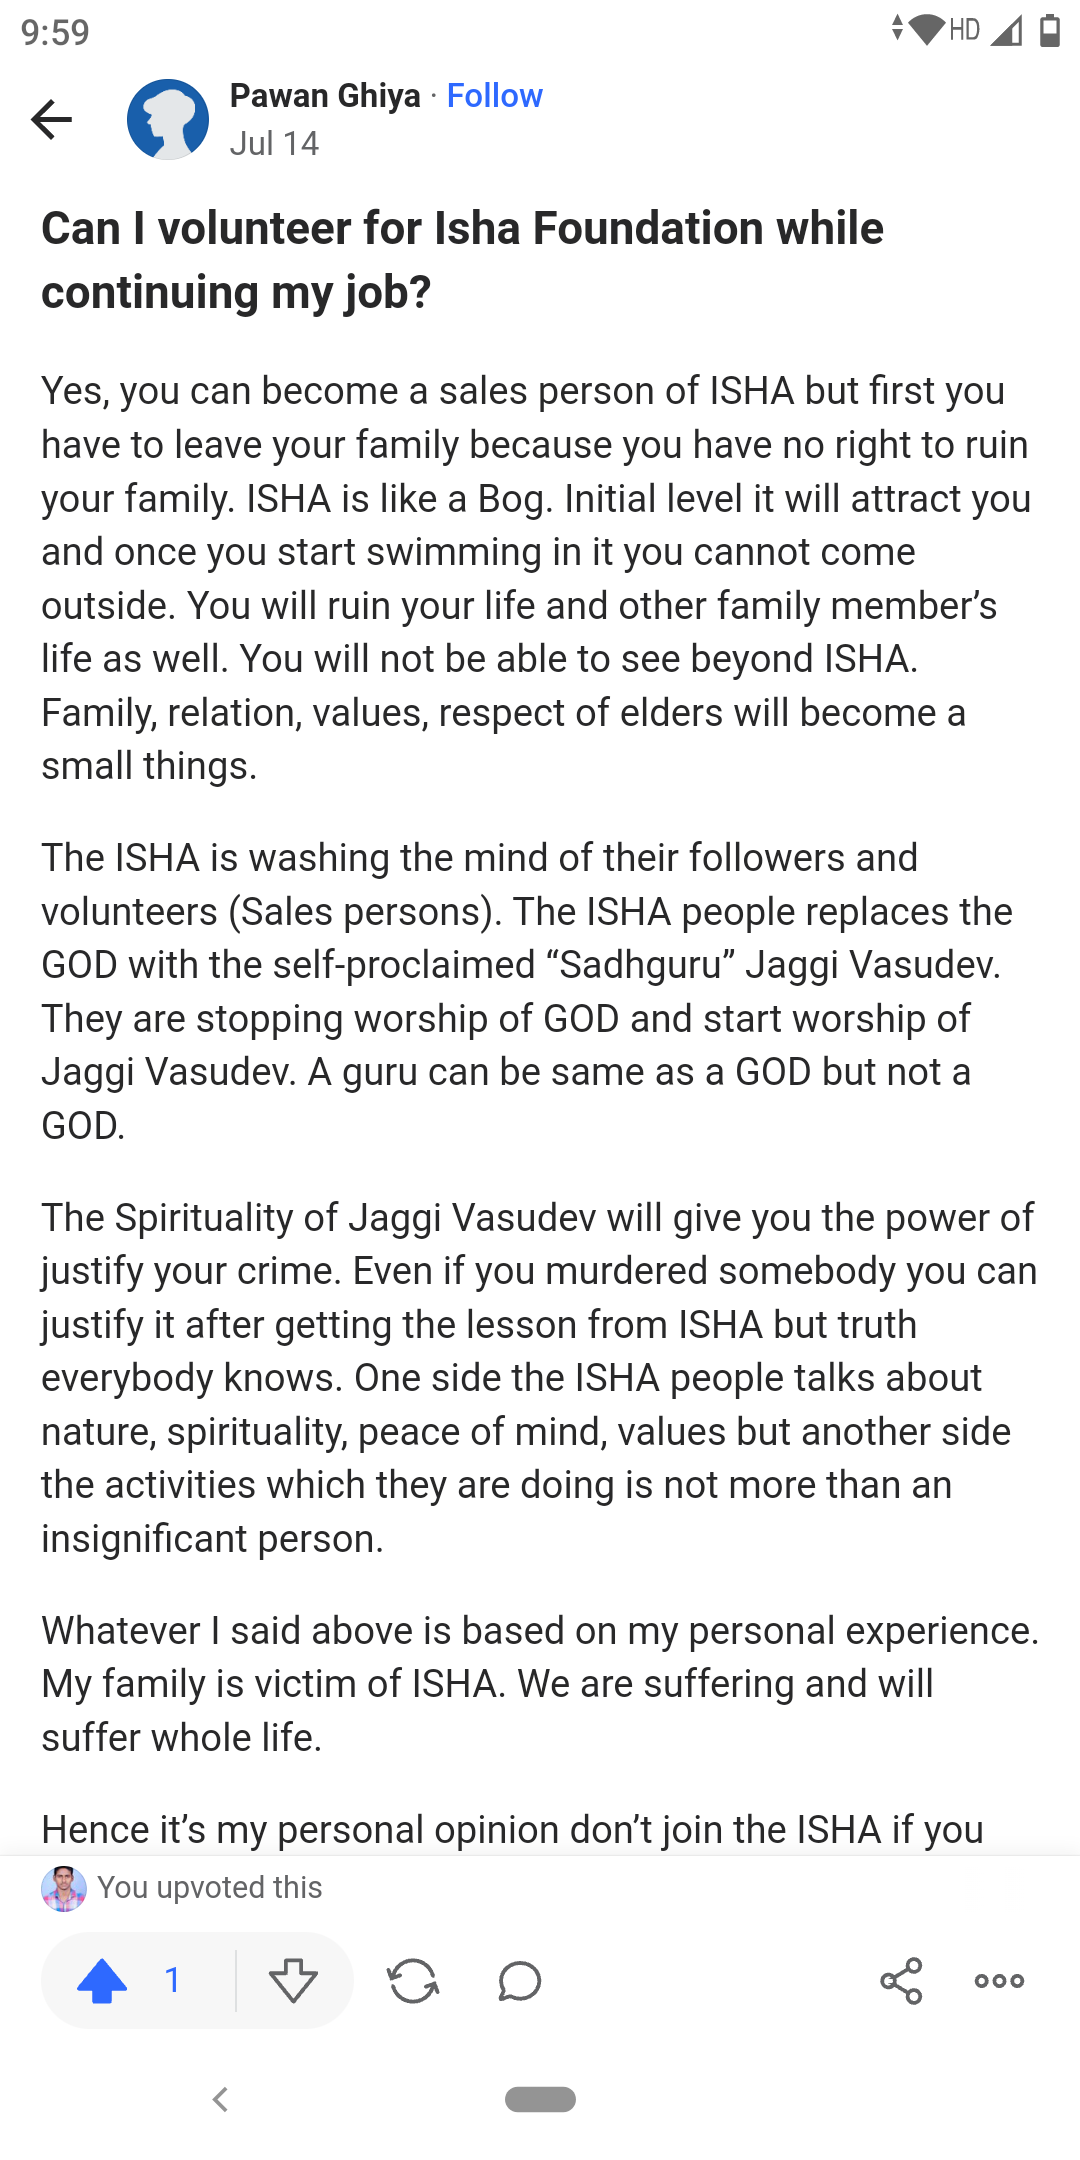 9:59
HD
Pawan Ghiya · Follow
Jul 14
Can I volunteer for Isha Foundation while
continuing my job?
Yes, you can become a sales person of ISHA but first you
have to leave your family because you have no right to ruin
your family. ISHA is like a Bog. Initial level it will attract you
and once you start swimming in it you cannot come
outside. You will ruin your life and other family member’s
life as well. You will not be able to see beyond ISHA.
Family, relation, values, respect of elders will become a
small things.
The ISHA is washing the mind of their followers and
volunteers (Sales persons). The ISHA people replaces the
GOD with the self-proclaimed “Sadhguru” Jaggi Vasudev.
They are stopping worship of GOD and start worship of
Jaggi Vasudev. A guru can be same as a GOD but not a
GOD.
The Spirituality of Jaggi Vasudev will give you the power of
justify your crime. Even if you murdered somebody you can
justify it after getting the lesson from ISHA but truth
everybody knows. One side the ISHA people talks about
nature, spirituality, peace of mind, values but another side
the activities which they are doing is not more than an
insignificant person.
Whatever I said above is based on my personal experience.
My family is victim of ISHA. We are suffering and will
suffer whole life.
Hence it’s my personal opinion don’t join the ISHA if you
You upvoted this
1